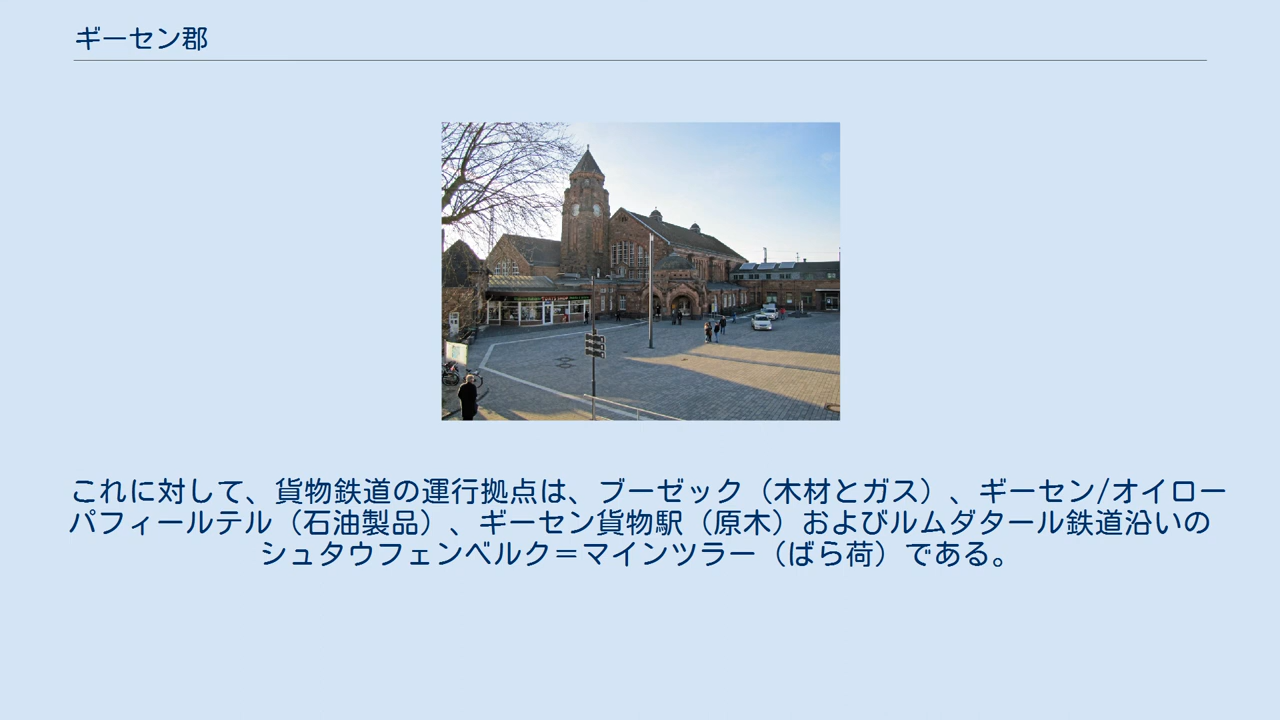 ギーセン郡
これに対して、貨物鉄道の運行拠点は、ブーゼック（木材とガス）、ギーセン/オイロー
パフィールテル（石油製品）、ギーセン貨物駅（原木）およびルムダタール鉄道沿いの
シュタウフェンベルク＝マインツラー（ばら荷）である。